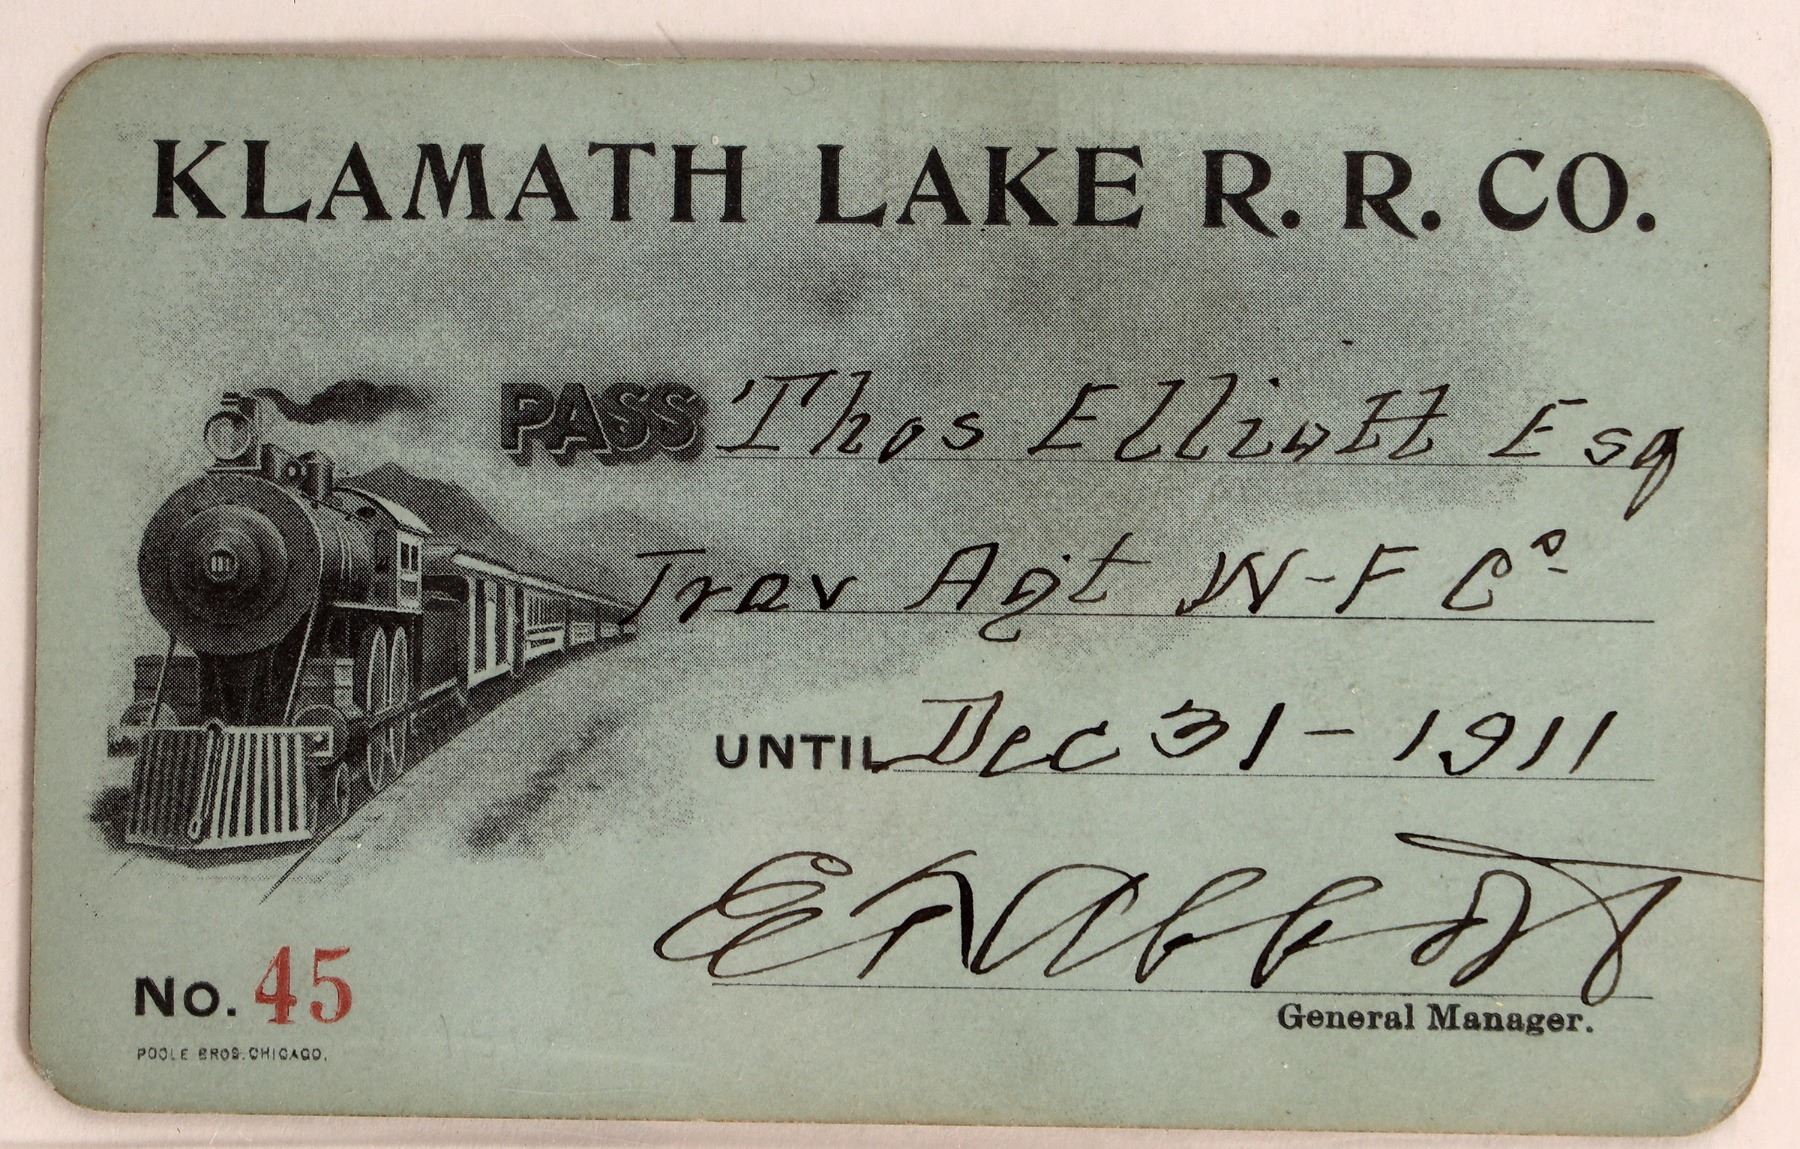 KLAMATH LAKE R. R. CO.
PASS Thos Elliott Esq
Trav Agt W-F Co
UNTIL Dec 31 - 1911
E Abbott
General Manager.
No. 45
POOLE BROS. CHICAGO.